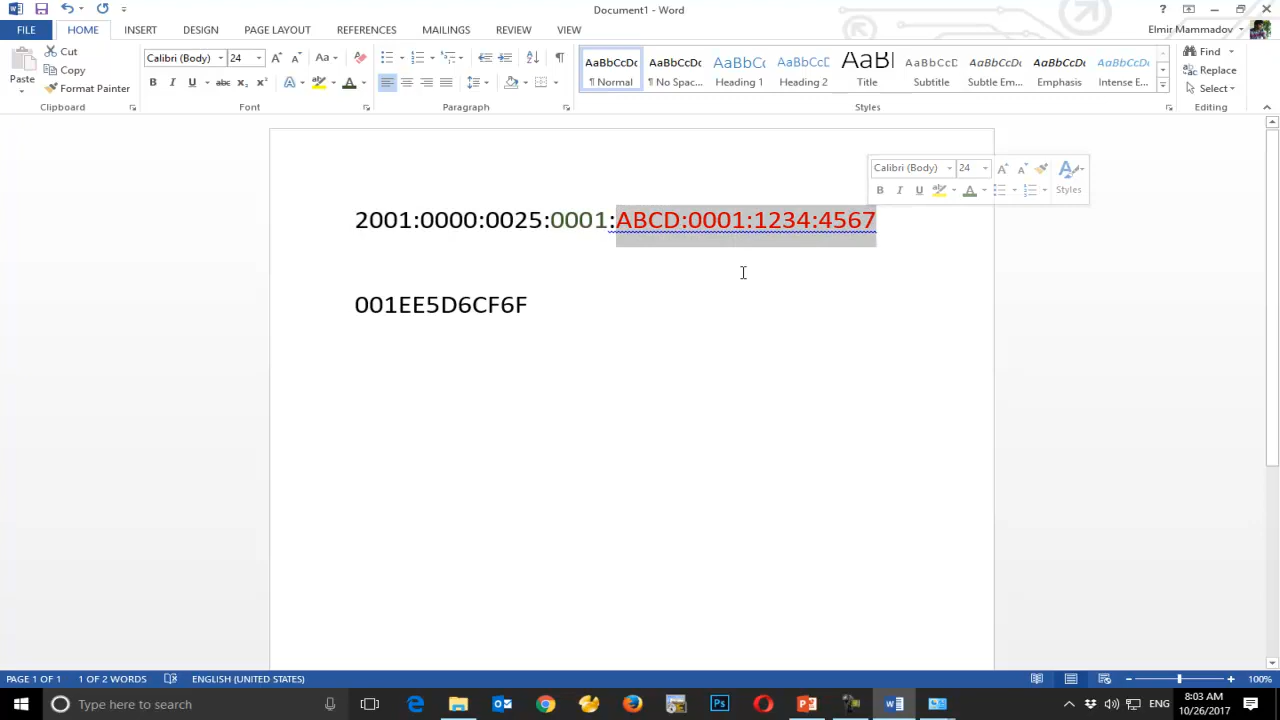 Document1 - Word
Elmir Mammadov
FILE HOME INSERT DESIGN PAGE LAYOUT REFERENCES MAILINGS REVIEW VIEW
Paste
Cut
Copy
Format Painter
Clipboard
Calibri (Body) 24
Font
Paragraph
AaBbCcDc AaBbCcDc AaBbCc AaBbCcC AaBl AaBbCcD AaBbCcDc AaBbCcDc AaBbCcDc
¶ Normal ¶ No Spac... Heading 1 Heading 2 Title Subtitle Subtle Em... Emphasis Intense E...
Styles
Find
Replace
Select
Editing
Calibri (Body) 24
Styles
2001:0000:0025:0001:ABCD:0001:1234:4567
001EE5D6CF6F
PAGE 1 OF 1 1 OF 2 WORDS ENGLISH (UNITED STATES) 100%
Type here to search
ENG
8:03 AM
10/26/2017